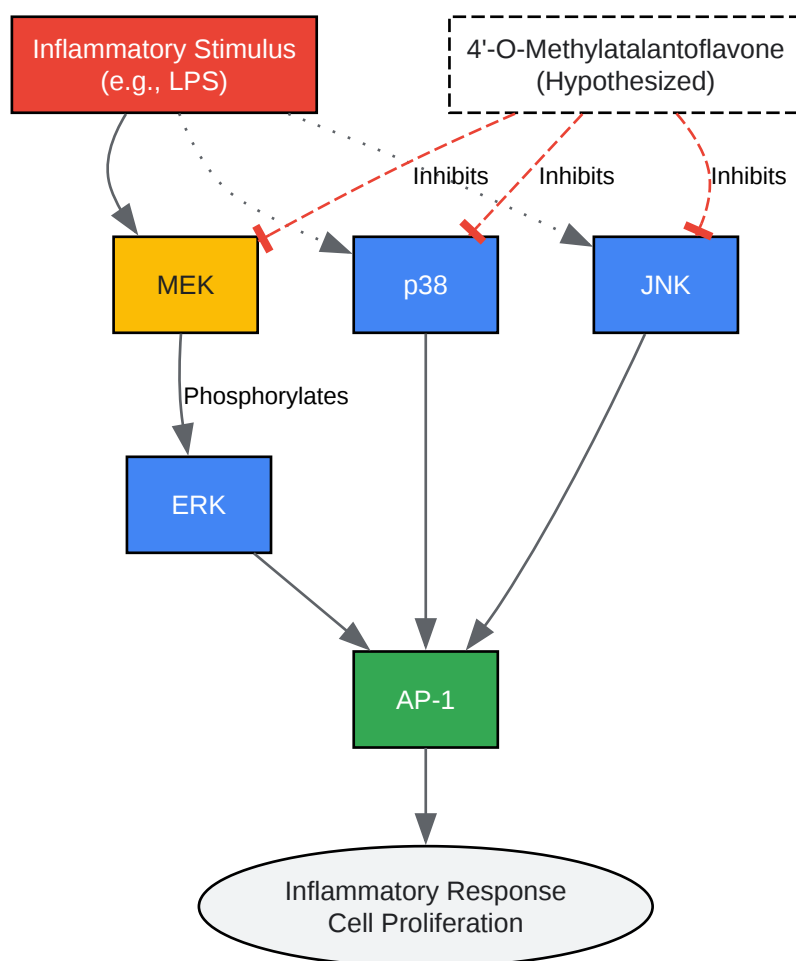 Inflammatory Stimulus
(e.g., LPS)
4'-O-Methylatalantoflavone
(Hypothesized)
Inhibits
Inhibits
Inhibits
MEK
p38
JNK
Phosphorylates
ERK
AP-1
Inflammatory Response
Cell Proliferation